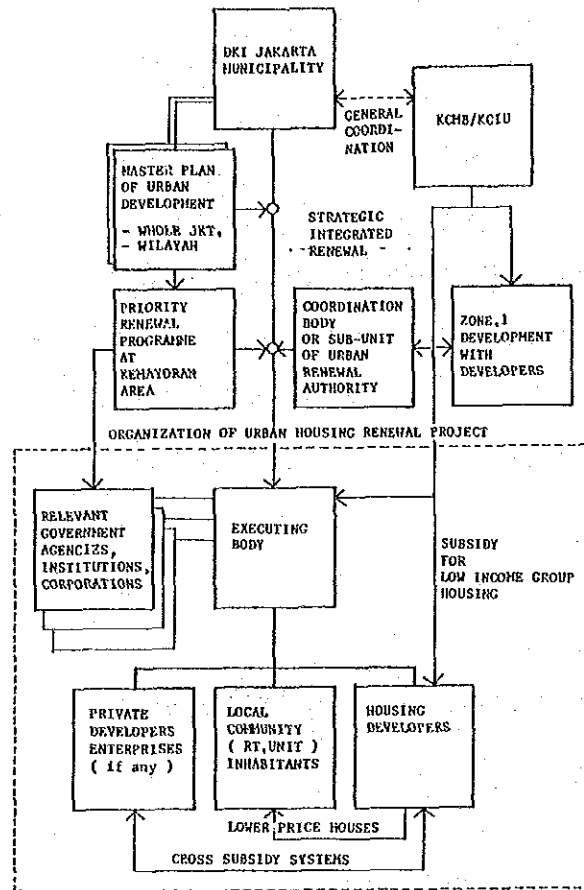 DKI JAKARTA
MUNICIPALITY
KCMB/KCIU
GENERAL
COORDI-
NATION
MASTER PLAN
OF URBAN
DEVELOPMENT
- WHOLE JKT,
- WILAYAH
STRATEGIC
INTEGRATED
RENEWAL
PRIORITY
RENEWAL
PROGRAMME
AT
KEMAYORAN
AREA
COORDINATION
BODY
OR SUB-UNIT
OF URBAN
RENEWAL
AUTHORITY
ZONE.1
DEVELOPMENT
WITH
DEVELOPERS
ORGANIZATION OF URBAN HOUSING RENEWAL PROJECT
RELEVANT
GOVERNMENT
AGENCIES,
INSTITUTIONS,
CORPORATIONS
EXECUTING
BODY
SUBSIDY
FOR
LOW INCOME GROUP
HOUSING
PRIVATE
DEVELOPERS
ENTERPRISES
( if any )
LOCAL
COMMUNITY
( RT,UNIT )
INHABITANTS
HOUSING
DEVELOPERS
LOWER PRICE HOUSES
CROSS SUBSIDY SYSTEMS